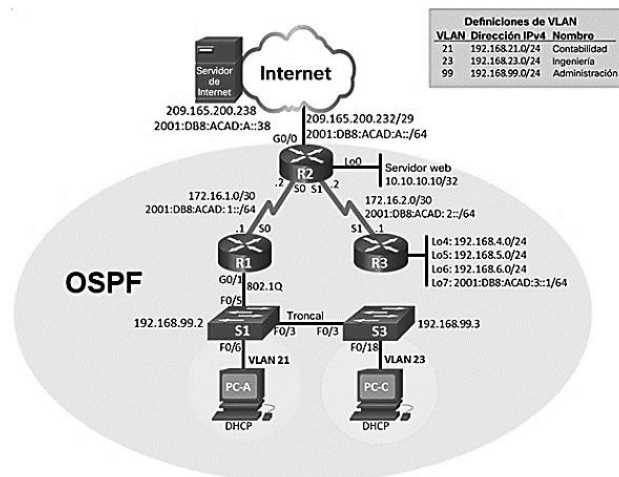 Definiciones de VLAN
VLAN Dirección IPv4 Nombre
21 192.168.21.0/24 Contabilidad
23 192.168.23.0/24 Ingeniería
99 192.168.99.0/24 Administración
Servidor
de
Internet
Internet
209.165.200.238
2001:DB8:ACAD:A::38
209.165.200.232/29
2001:DB8:ACAD:A::/64
G0/0
R2
Lo0
Servidor web
10.10.10.10/32
.2
S0
S1
.2
172.16.1.0/30
2001:DB8:ACAD: 1::/64
172.16.2.0/30
2001:DB8:ACAD: 2::/64
.1
S0
S1
.1
R1
R3
Lo4: 192.168.4.0/24
Lo5: 192.168.5.0/24
Lo6: 192.168.6.0/24
Lo7: 2001:DB8:ACAD:3::1/64
OSPF
G0/1
802.1Q
F0/5
Troncal
192.168.99.2
S1
F0/3
F0/3
S3
192.168.99.3
F0/6
VLAN 21
F0/18
VLAN 23
PC-A
PC-C
DHCP
DHCP